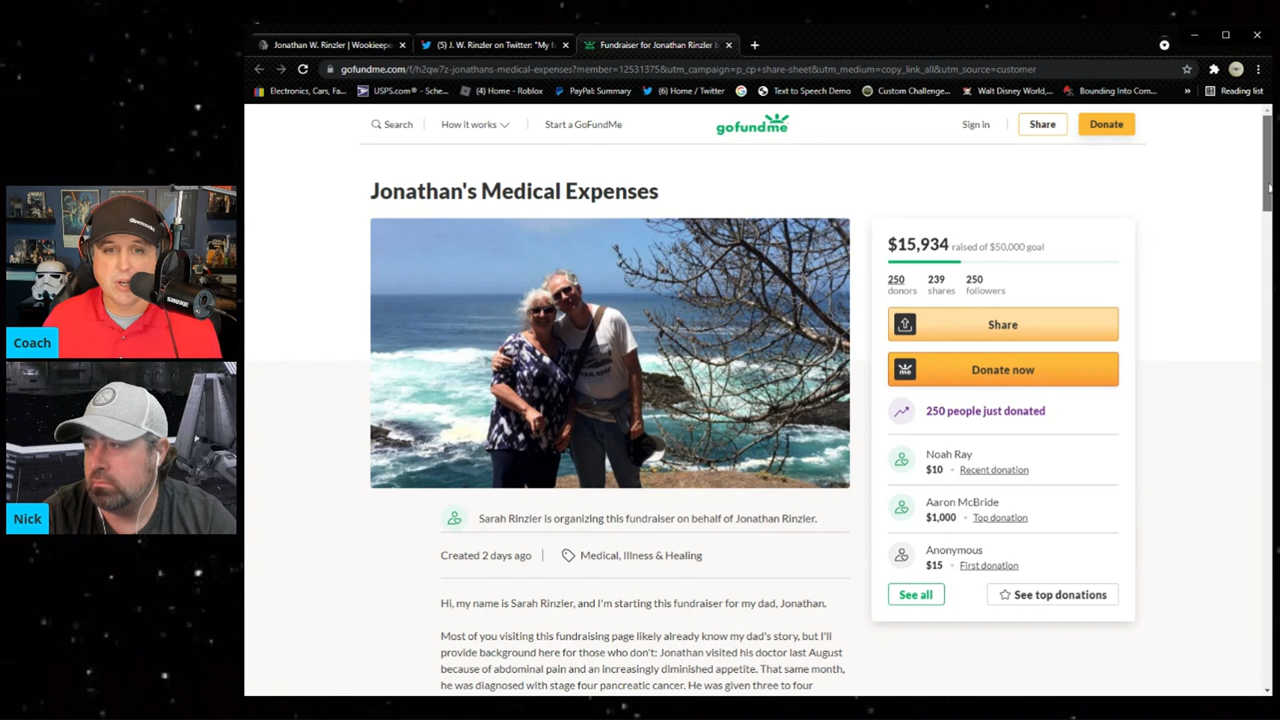 Jonathan W. Rinzler | Wookieepe
(5) J. W. Rinzler on Twitter: "My fa
Fundraiser for Jonathan Rinzler b
gofundme.com/f/h2qw7z-jonathans-medical-expenses?member=12531375&utm_campaign=p_cp+share-sheet&utm_medium=copy_link_all&utm_source=customer
Electronics, Cars, Fa...
USPS.com® - Sche...
(4) Home - Roblox
PayPal: Summary
(6) Home / Twitter
Text to Speech Demo
Custom Challenge...
Walt Disney World,...
Bounding Into Com...
»
Reading list
Search
How it works
Start a GoFundMe
gofundme
Sign in
Share
Donate
Jonathan's Medical Expenses
$15,934 raised of $50,000 goal
250 239 250
donors shares followers
Share
Donate now
250 people just donated
Noah Ray
$10 • Recent donation
Aaron McBride
$1,000 • Top donation
Anonymous
$15 • First donation
See all
See top donations
Coach
Nick
Sarah Rinzler is organizing this fundraiser on behalf of Jonathan Rinzler.
Created 2 days ago
Medical, Illness & Healing
Hi, my name is Sarah Rinzler, and I'm starting this fundraiser for my dad, Jonathan.
Most of you visiting this fundraising page likely already know my dad's story, but I'll
provide background here for those who don't: Jonathan visited his doctor last August
because of abdominal pain and an increasingly diminished appetite. That same month,
he was diagnosed with stage four pancreatic cancer. He was given three to four